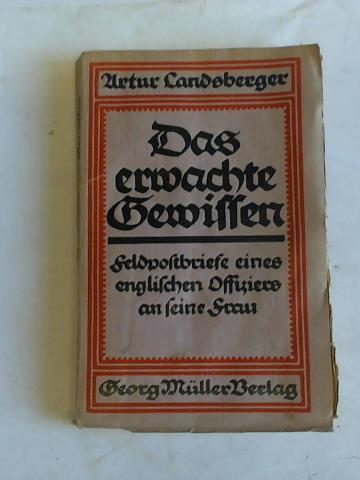 Artur Landsberger
Das
erwachte
Gewissen
Feldpostbriefe eines
englischen Offiziers
an seine Frau
Georg Müller Verlag